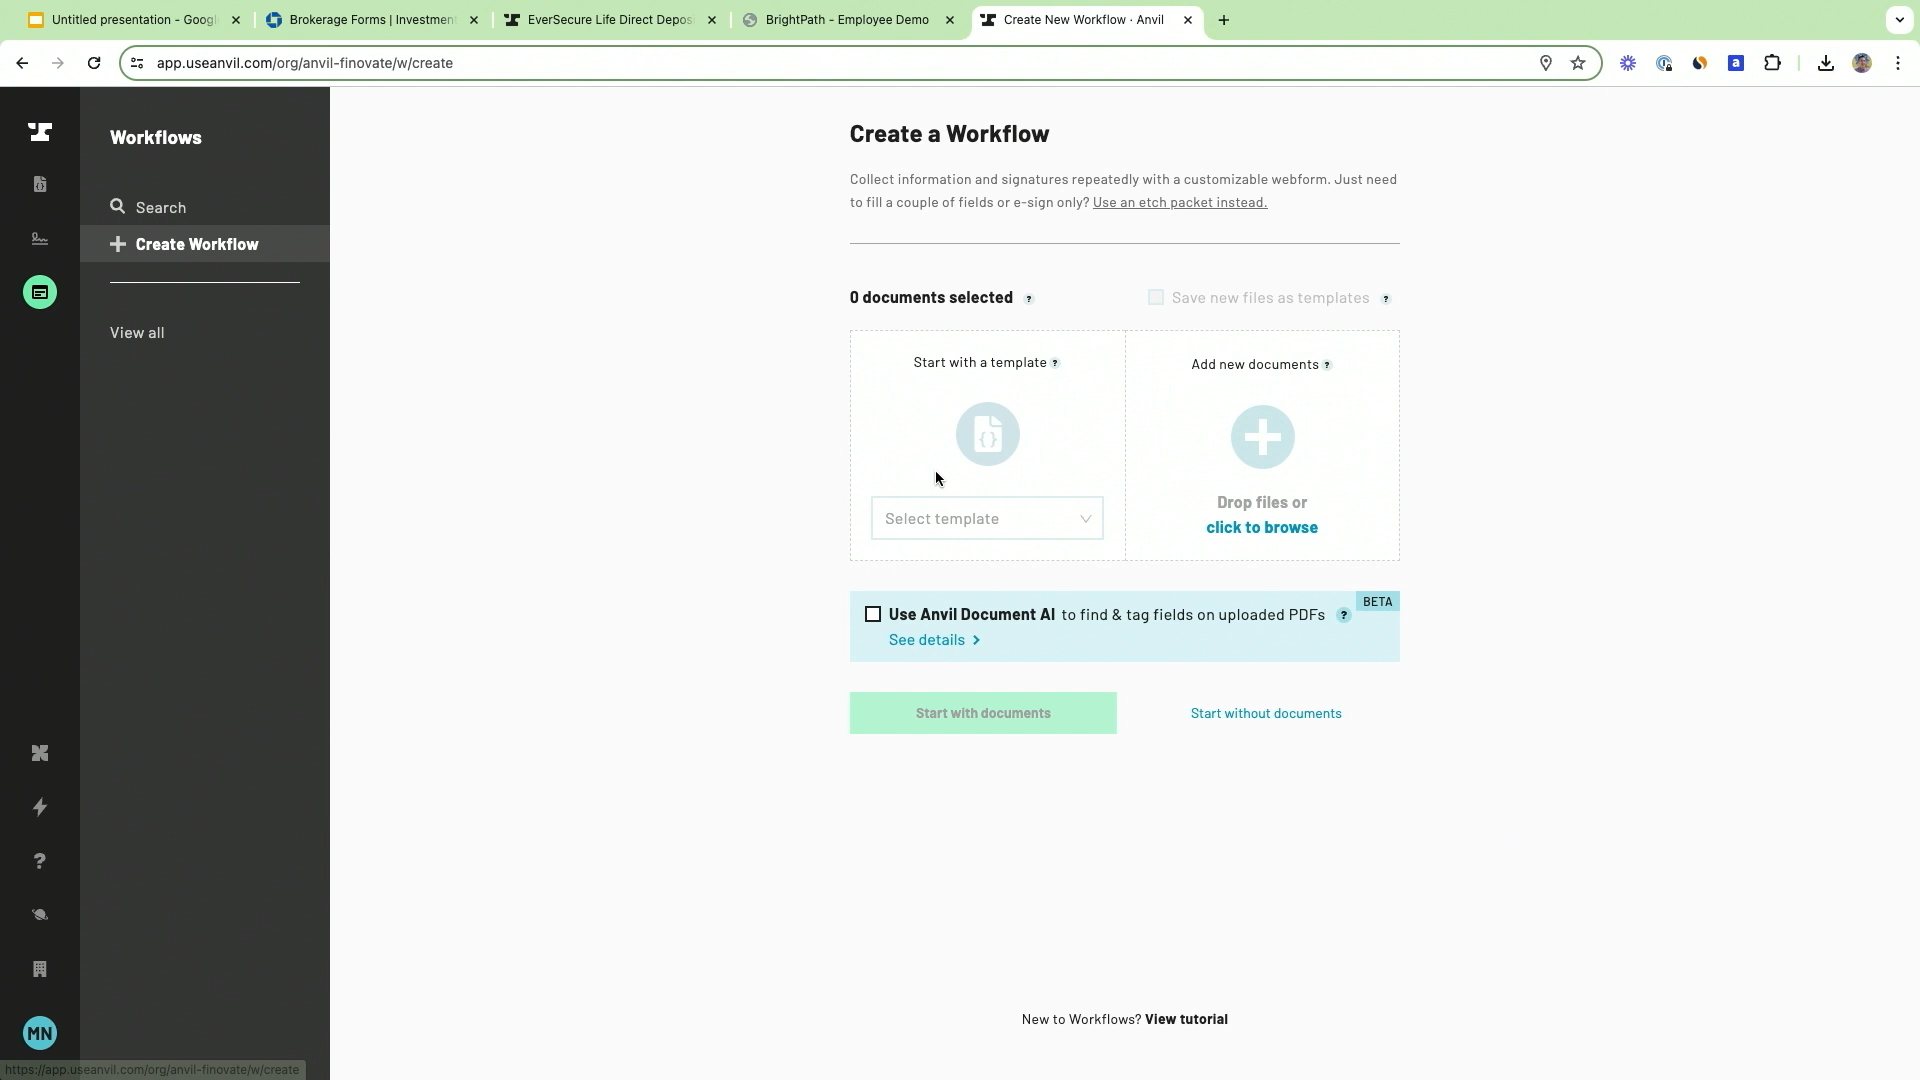 Untitled presentation - Googl
Brokerage Forms | Investment
EverSecure Life Direct Depos
BrightPath - Employee Demo
Create New Workflow · Anvil
app.useanvil.com/org/anvil-finovate/w/create
a
Workflows
Search
Create Workflow
View all
?
MN
https://app.useanvil.com/org/anvil-finovate/w/create
Create a Workflow
Collect information and signatures repeatedly with a customizable webform. Just need
to fill a couple of fields or e-sign only? Use an etch packet instead.
0 documents selected ?
Save new files as templates ?
Start with a template ?
{}
Select template
Add new documents ?
Drop files or
click to browse
BETA
Use Anvil Document AI to find & tag fields on uploaded PDFs ?
See details >
Start with documents
Start without documents
New to Workflows? View tutorial